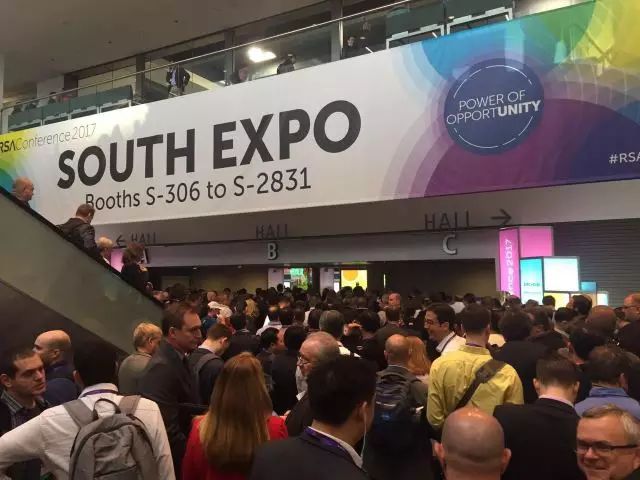 RSAConference2017
SOUTH EXPO
Booths S-306 to S-2831
POWER OF
OPPORTUNITY
#RSA
HALL
HALL
B
HALL
C